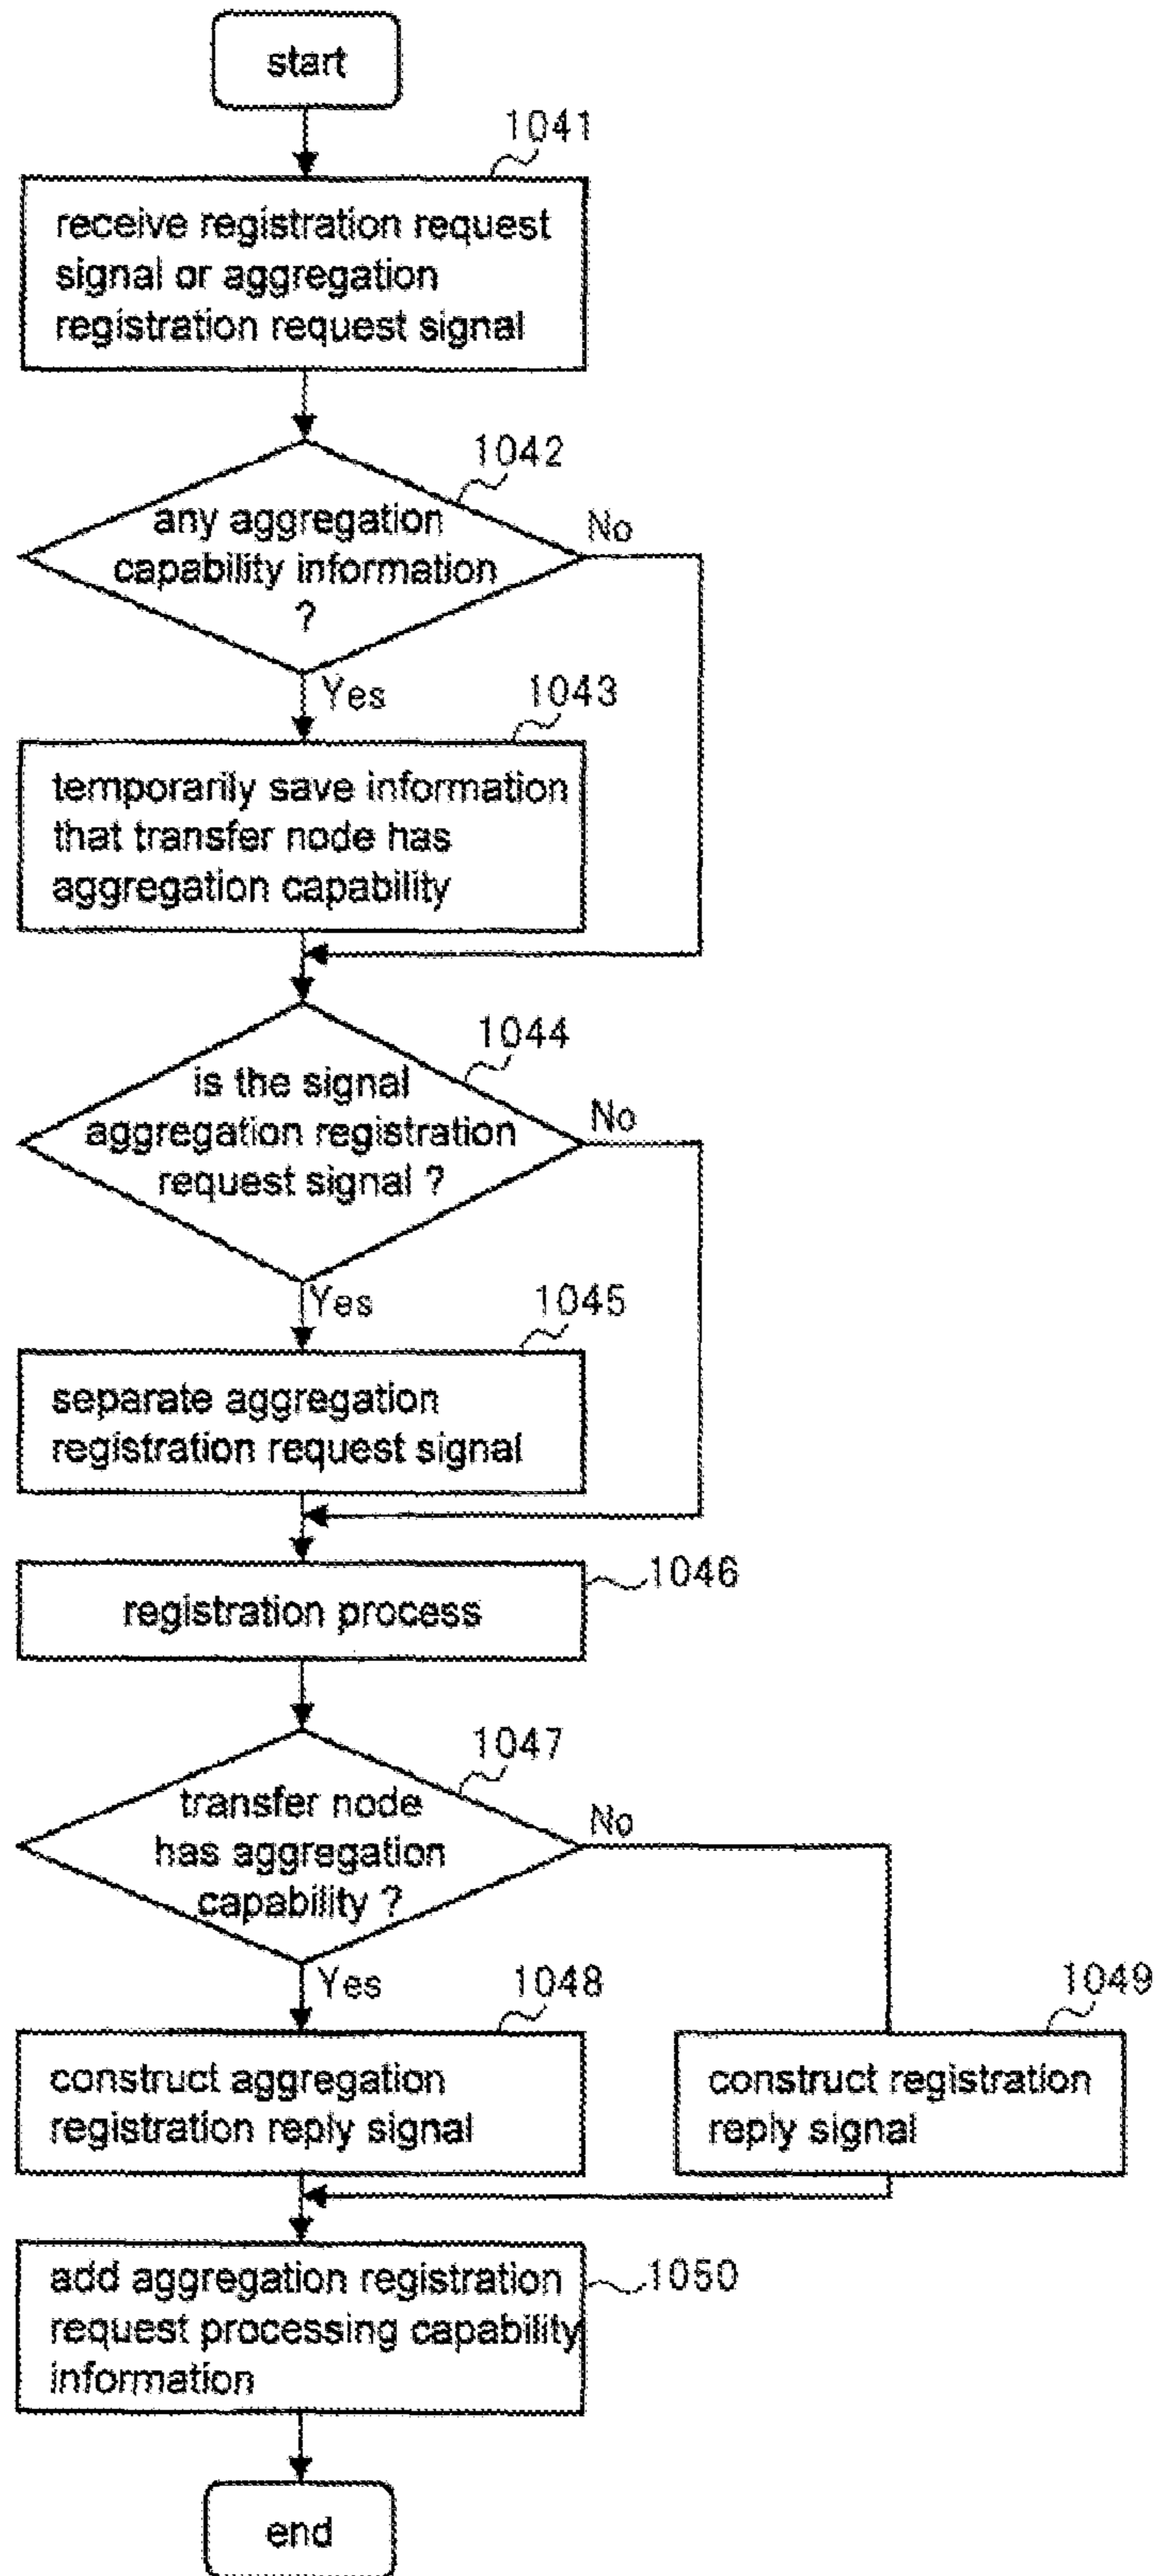 start
1041
receive registration request
signal or aggregation
registration request signal
1042
any aggregation
capability information
?
No
Yes
1043
temporarily save information
that transfer node has
aggregation capability
1044
is the signal
aggregation registration
request signal ?
No
Yes
1045
separate aggregation
registration request signal
registration process
1046
1047
transfer node
has aggregation
capability ?
No
Yes
1048
construct aggregation
registration reply signal
1049
construct registration
reply signal
add aggregation registration
request processing capability
information
1050
end